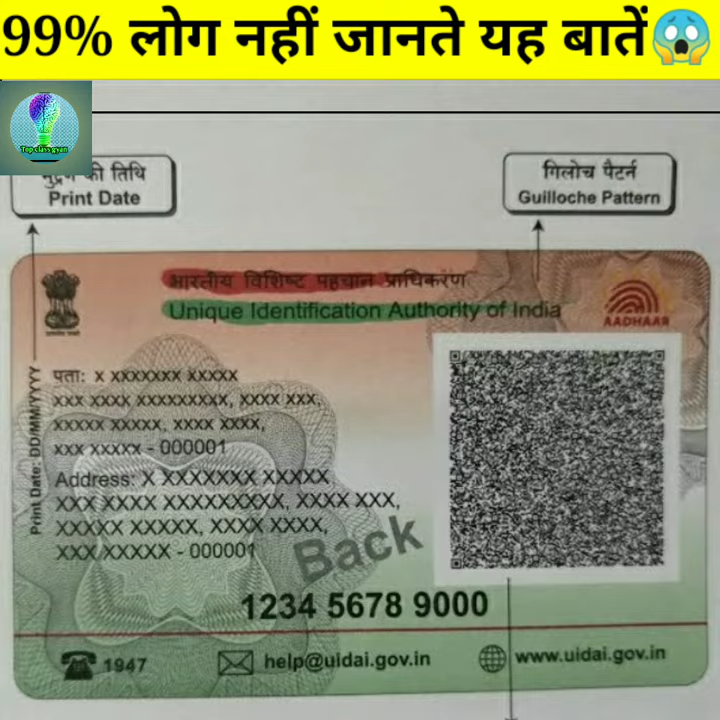 99% लोग नहीं जानते यह बातें
Top class gyan
मुद्रण की तिथि
Print Date
गिलोच पैटर्न
Guilloche Pattern
भारतीय विशिष्ट पहचान प्राधिकरण
Unique Identification Authority of India
AADHAAR
Print Date: DD/MM/YYYY
पता: X XXXXXXX XXXXX
XXX XXXX XXXXXXXXX, XXXX XXX,
XXXXX XXXXX, XXXX XXXX,
XXX XXXXX - 000001
Address: X XXXXXXX XXXXX
XXX XXXX XXXXXXXXX, XXXX XXX,
XXXXX XXXXX, XXXX XXXX,
XXX XXXXX - 000001
Back
1234 5678 9000
1947
help@uidai.gov.in
www.uidai.gov.in